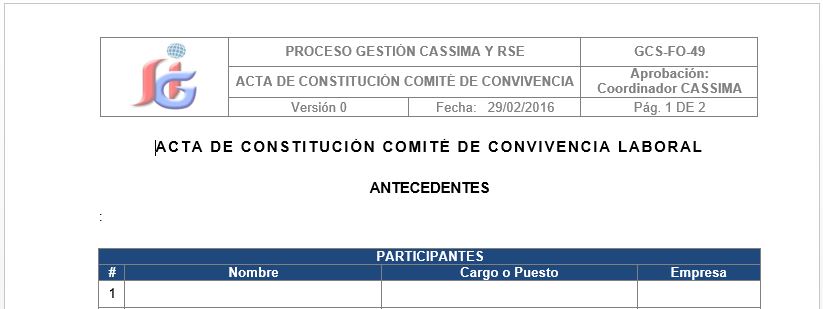 PROCESO GESTIÓN CASSIMA Y RSE
GCS-FO-49
ACTA DE CONSTITUCIÓN COMITÉ DE CONVIVENCIA
Aprobación:
Coordinador CASSIMA
Versión 0
Fecha: 29/02/2016
Pág. 1 DE 2
ACTA DE CONSTITUCIÓN COMITÉ DE CONVIVENCIA LABORAL
ANTECEDENTES
:
PARTICIPANTES
# Nombre Cargo o Puesto Empresa
1